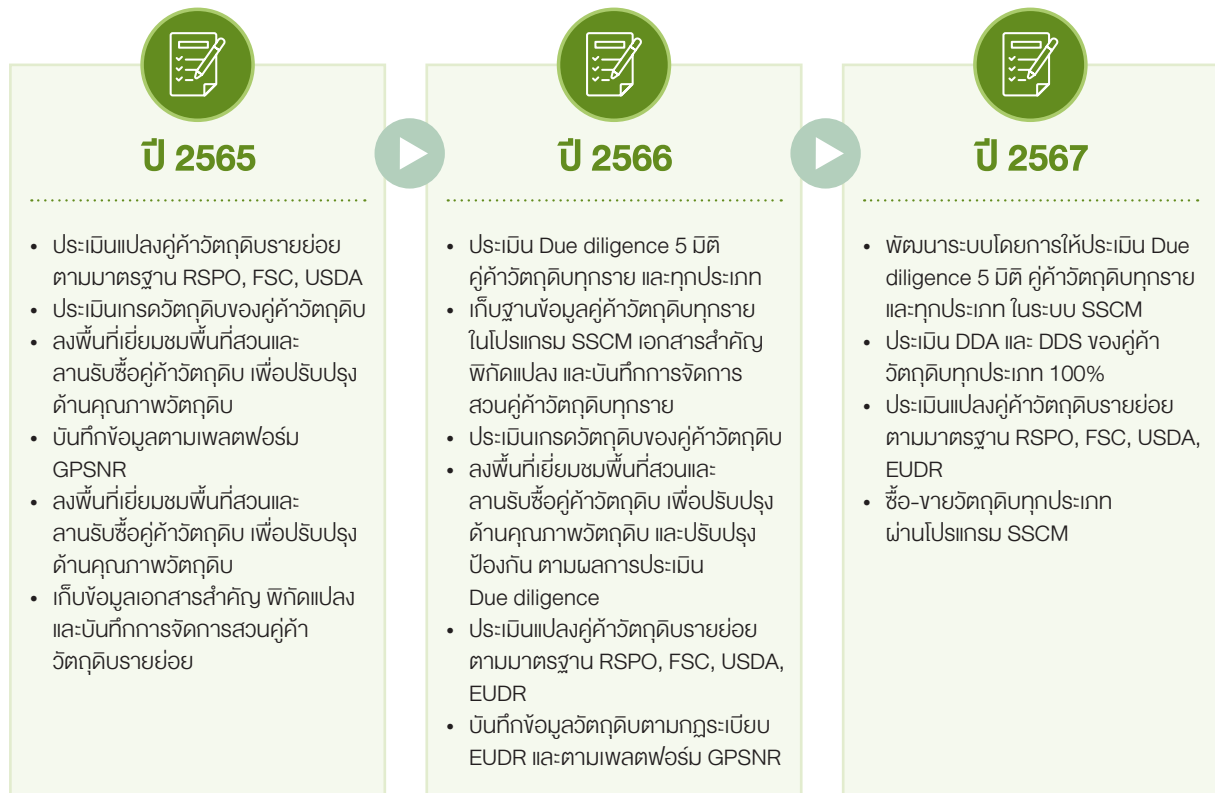 ปี 2565
• ประเมินแปลงคู่ค้าวัตถุดิบรายย่อย
ตามมาตรฐาน RSPO, FSC, USDA
• ประเมินเกรดวัตถุดิบของคู่ค้าวัตถุดิบ
• ลงพื้นที่เยี่ยมชมพื้นที่สวนและ
ลานรับซื้อคู่ค้าวัตถุดิบ เพื่อปรับปรุง
ด้านคุณภาพวัตถุดิบ
• บันทึกข้อมูลตามเพลตฟอร์ม
GPSNR
• ลงพื้นที่เยี่ยมชมพื้นที่สวนและ
ลานรับซื้อคู่ค้าวัตถุดิบ เพื่อปรับปรุง
ด้านคุณภาพวัตถุดิบ
• เก็บข้อมูลเอกสารสำคัญ พิกัดแปลง
และบันทึกการจัดการสวนคู่ค้า
วัตถุดิบรายย่อย
ปี 2566
• ประเมิน Due diligence 5 มิติ
คู่ค้าวัตถุดิบทุกราย และทุกประเภท
• เก็บฐานข้อมูลคู่ค้าวัตถุดิบทุกราย
ในโปรแกรม SSCM เอกสารสำคัญ
พิกัดแปลง และบันทึกการจัดการ
สวนคู่ค้าวัตถุดิบทุกราย
• ประเมินเกรดวัตถุดิบของคู่ค้าวัตถุดิบ
• ลงพื้นที่เยี่ยมชมพื้นที่สวนและ
ลานรับซื้อคู่ค้าวัตถุดิบ เพื่อปรับปรุง
ด้านคุณภาพวัตถุดิบ และปรับปรุง
ป้องกัน ตามผลการประเมิน
Due diligence
• ประเมินแปลงคู่ค้าวัตถุดิบรายย่อย
ตามมาตรฐาน RSPO, FSC, USDA,
EUDR
• บันทึกข้อมูลวัตถุดิบตามกฎระเบียบ
EUDR และตามเพลตฟอร์ม GPSNR
ปี 2567
• พัฒนาระบบโดยการให้ประเมิน Due
diligence 5 มิติ คู่ค้าวัตถุดิบทุกราย
และทุกประเภท ในระบบ SSCM
• ประเมิน DDA และ DDS ของคู่ค้า
วัตถุดิบทุกประเภท 100%
• ประเมินแปลงคู่ค้าวัตถุดิบรายย่อย
ตามมาตรฐาน RSPO, FSC, USDA,
EUDR
• ซื้อ-ขายวัตถุดิบทุกประเภท
ผ่านโปรแกรม SSCM